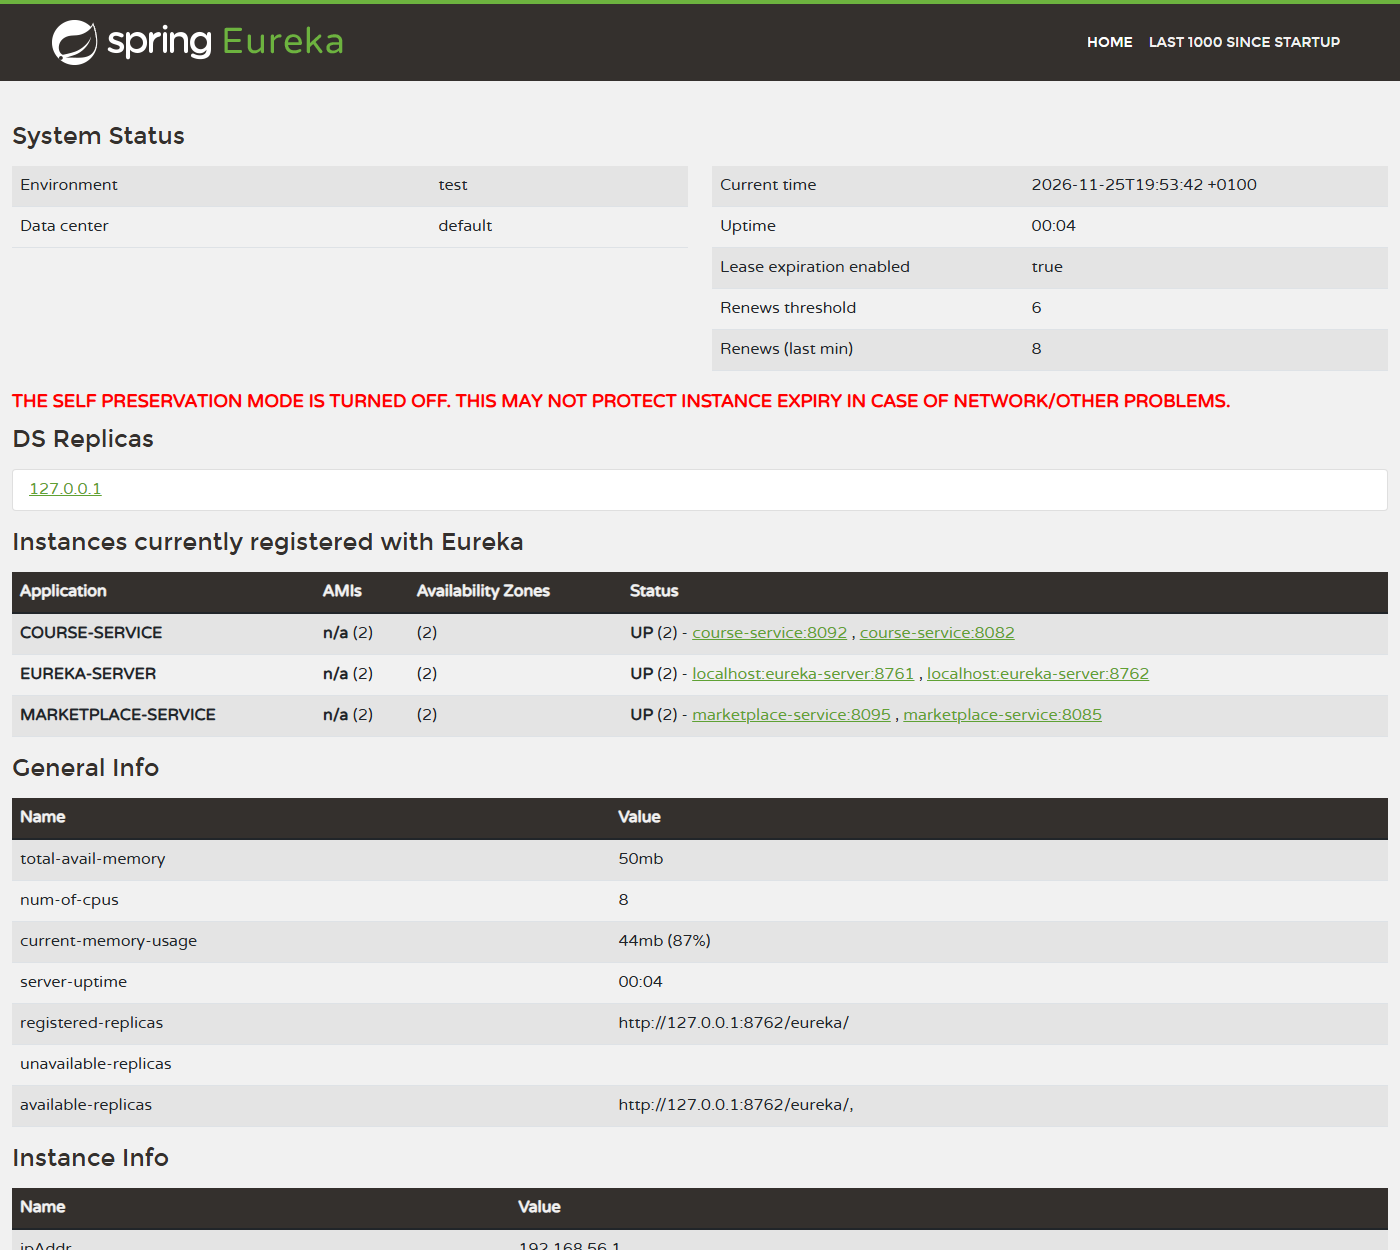 spring Eureka
HOME LAST 1000 SINCE STARTUP
System Status
Environment test
Data center default
Current time 2026-11-25T19:53:42 +0100
Uptime 00:04
Lease expiration enabled true
Renews threshold 6
Renews (last min) 8
THE SELF PRESERVATION MODE IS TURNED OFF. THIS MAY NOT PROTECT INSTANCE EXPIRY IN CASE OF NETWORK/OTHER PROBLEMS.
DS Replicas
127.0.0.1
Instances currently registered with Eureka
Application AMIs Availability Zones Status
COURSE-SERVICE n/a (2) (2) UP (2) - course-service:8092 , course-service:8082
EUREKA-SERVER n/a (2) (2) UP (2) - localhost:eureka-server:8761 , localhost:eureka-server:8762
MARKETPLACE-SERVICE n/a (2) (2) UP (2) - marketplace-service:8095 , marketplace-service:8085
General Info
Name Value
total-avail-memory 50mb
num-of-cpus 8
current-memory-usage 44mb (87%)
server-uptime 00:04
registered-replicas http://127.0.0.1:8762/eureka/
unavailable-replicas
available-replicas http://127.0.0.1:8762/eureka/,
Instance Info
Name Value
ipAddr 192.168.56.1